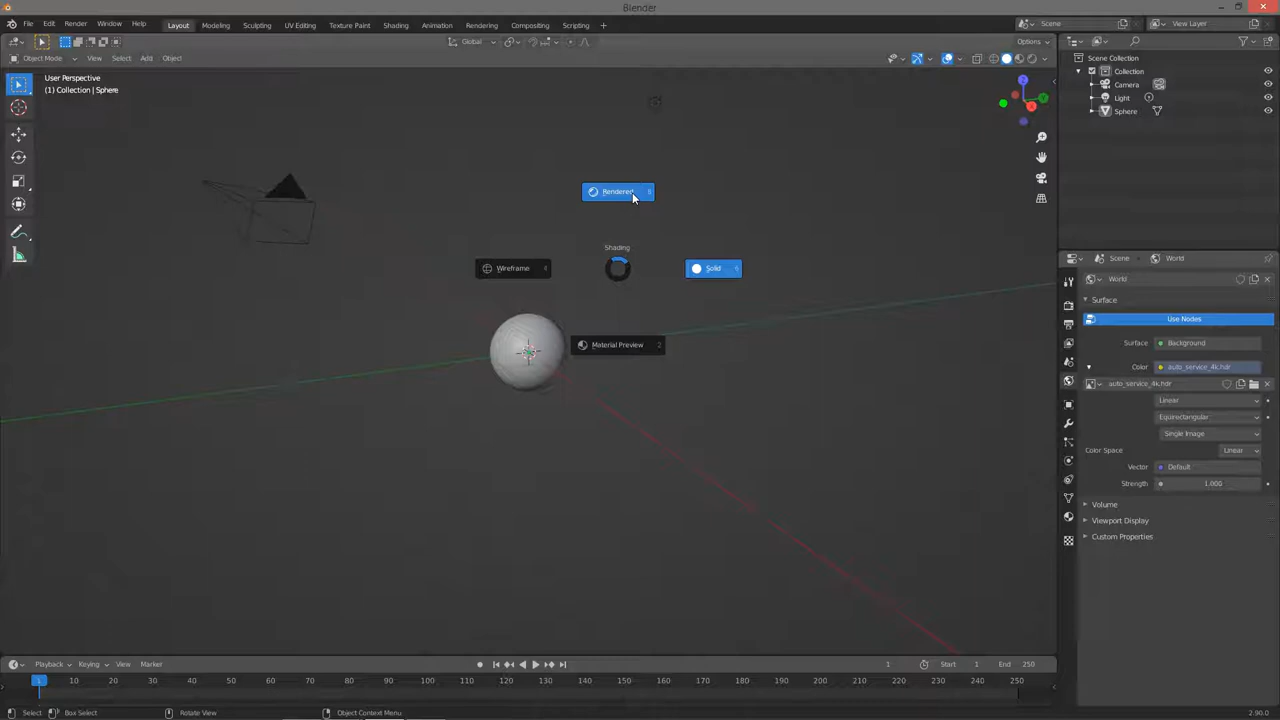 Blender
File Edit Render Window Help Layout Modeling Sculpting UV Editing Texture Paint Shading Animation Rendering Compositing Scripting + Scene View Layer
Global Options
Object Mode View Select Add Object
User Perspective
(1) Collection | Sphere
Scene Collection
Collection
Camera
Light
Sphere
Z
Y
X
Rendered 8
Shading
Wireframe 4
Solid 6
Material Preview 2
Scene World
World
Surface
Use Nodes
Surface Background
Color auto_service_4k.hdr
auto_service_4k.hdr
Linear
Equirectangular
Single Image
Color Space Linear
Vector Default
Strength 1.000
Volume
Viewport Display
Custom Properties
Playback Keying View Marker 1 Start 1 End 250
1 10 20 30 40 50 60 70 80 90 100 110 120 130 140 150 160 170 180 190 200 210 220 230 240 250
Select Box Select Rotate View Object Context Menu 2.90.0